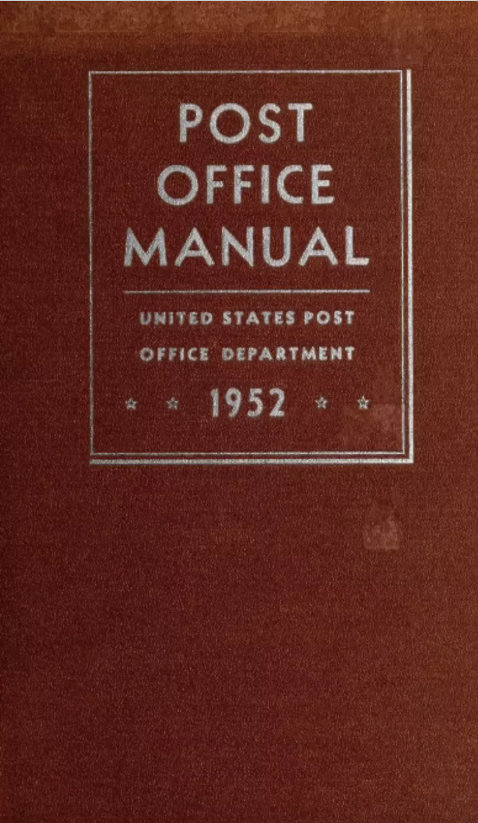 POST
OFFICE
MANUAL
UNITED STATES POST
OFFICE DEPARTMENT
☆ ☆ 1952 ☆ ☆